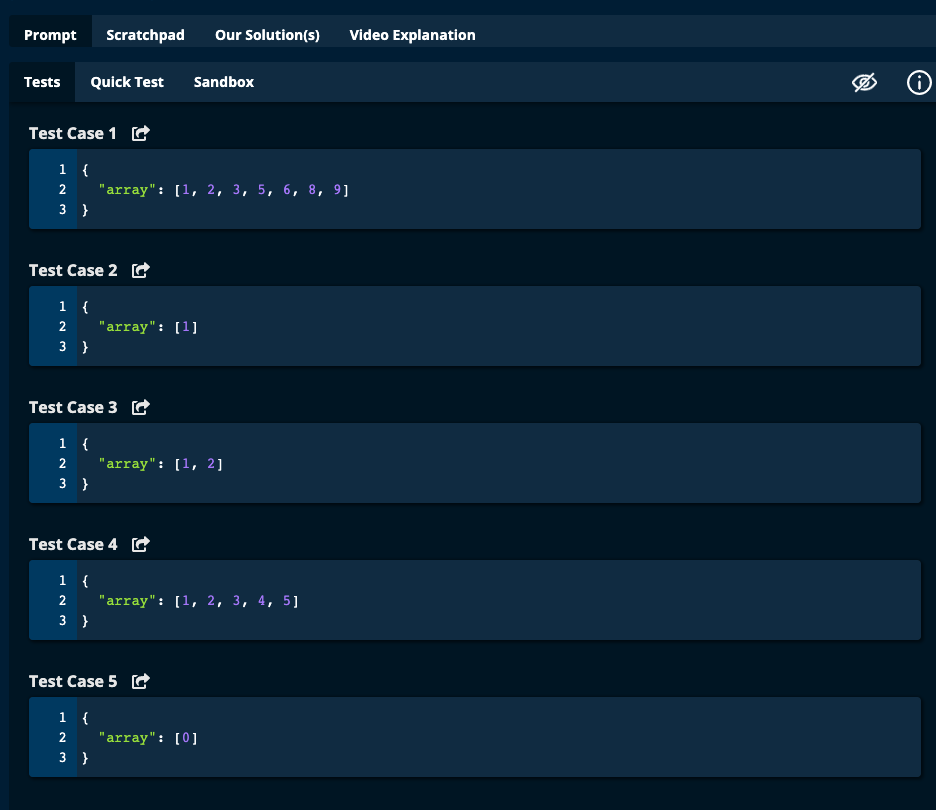 Prompt Scratchpad Our Solution(s) Video Explanation
Tests Quick Test Sandbox
Test Case 1
1 {
2 "array": [1, 2, 3, 5, 6, 8, 9]
3 }
Test Case 2
1 {
2 "array": [1]
3 }
Test Case 3
1 {
2 "array": [1, 2]
3 }
Test Case 4
1 {
2 "array": [1, 2, 3, 4, 5]
3 }
Test Case 5
1 {
2 "array": [0]
3 }